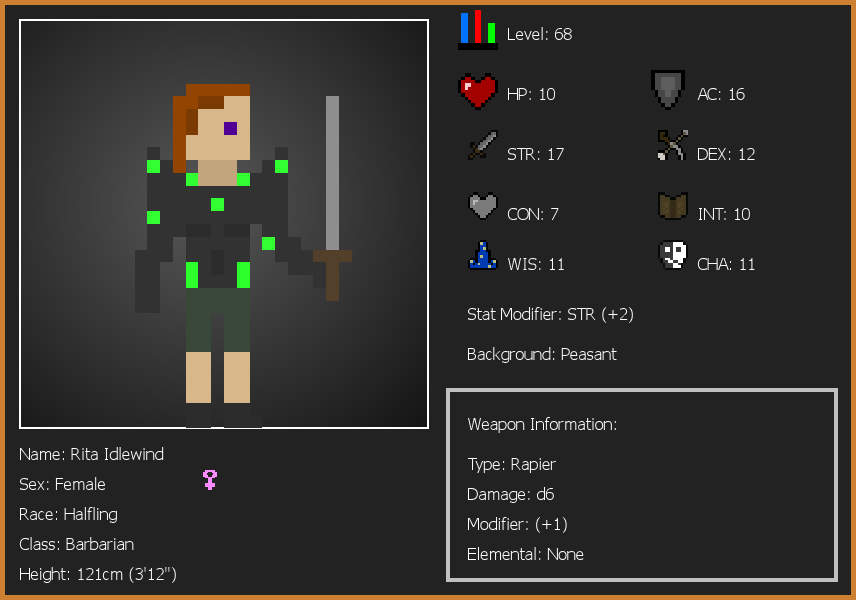 Level: 68
HP: 10
AC: 16
STR: 17
DEX: 12
CON: 7
INT: 10
WIS: 11
CHA: 11
Stat Modifier: STR (+2)
Background: Peasant
Weapon Information:
Type: Rapier
Damage: d6
Modifier: (+1)
Elemental: None
Name: Rita Idlewind
Sex: Female
Race: Halfling
Class: Barbarian
Height: 121cm (3'12")